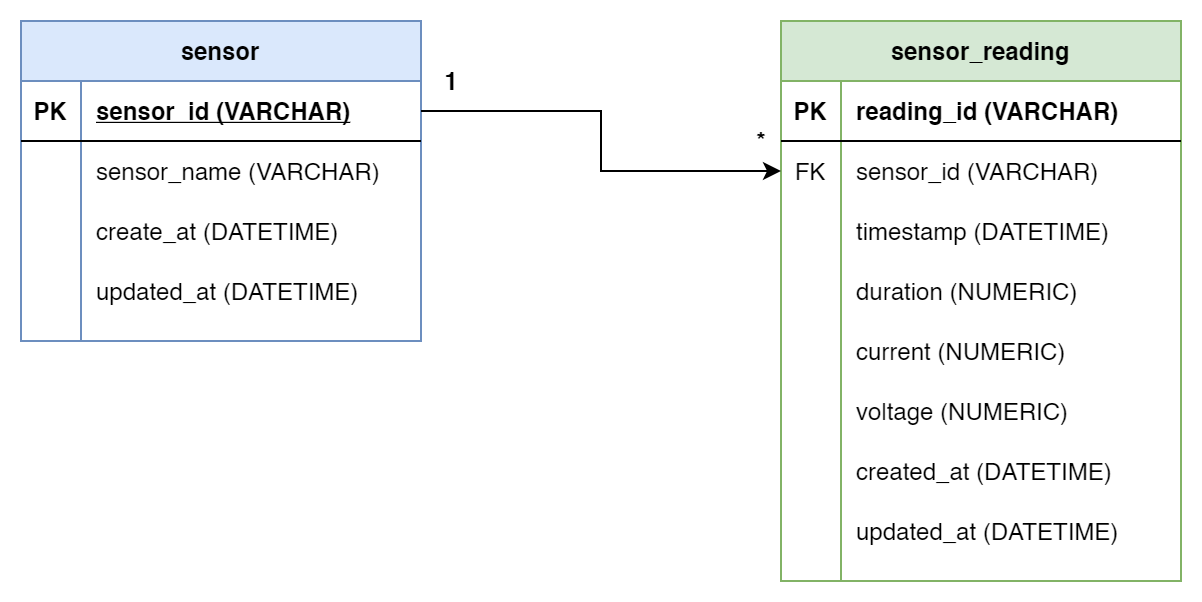 sensor
PK sensor_id (VARCHAR)
sensor_name (VARCHAR)
create_at (DATETIME)
updated_at (DATETIME)
1
*
sensor_reading
PK reading_id (VARCHAR)
FK sensor_id (VARCHAR)
timestamp (DATETIME)
duration (NUMERIC)
current (NUMERIC)
voltage (NUMERIC)
created_at (DATETIME)
updated_at (DATETIME)